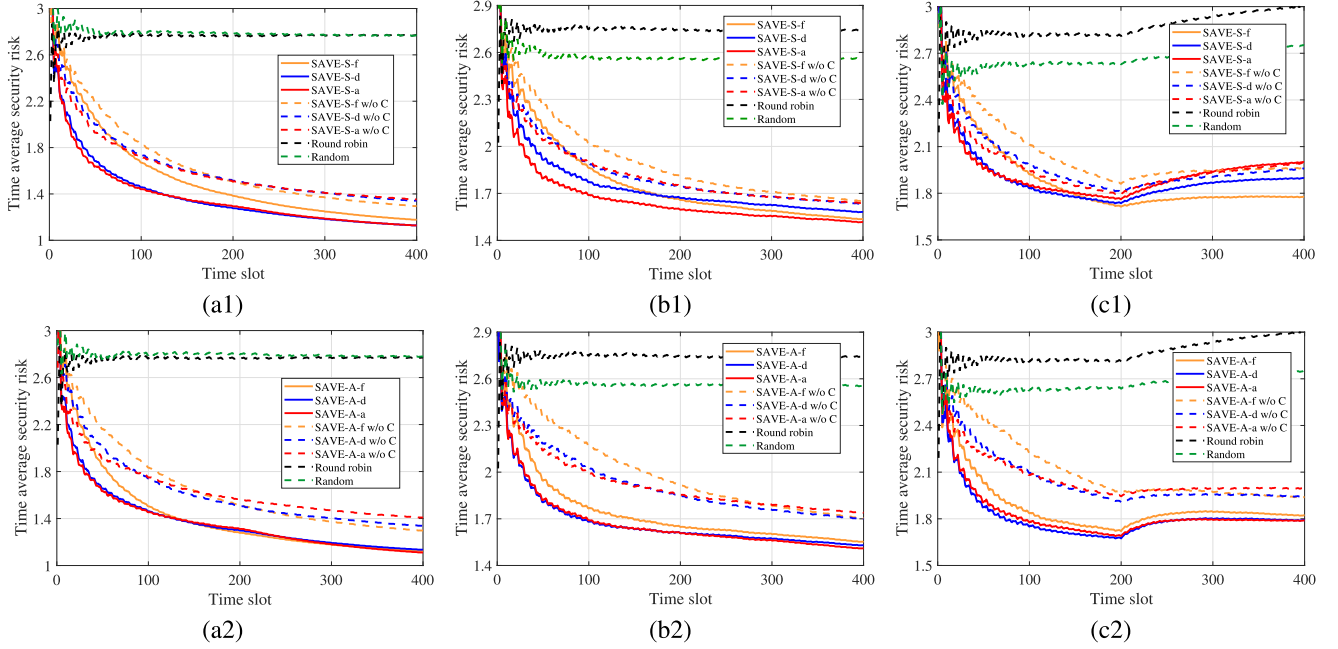 3
2.6
2.2
1.8
1.4
1
Time average security risk
SAVE-S-f
SAVE-S-d
SAVE-S-a
SAVE-S-f w/o C
SAVE-S-d w/o C
SAVE-S-a w/o C
Round robin
Random
0 100 200 300 400
Time slot
(a1)
2.9
2.6
2.3
2
1.7
1.4
Time average security risk
SAVE-S-f
SAVE-S-d
SAVE-S-a
SAVE-S-f w/o C
SAVE-S-d w/o C
SAVE-S-a w/o C
Round robin
Random
0 100 200 300 400
Time slot
(b1)
3
2.7
2.4
2.1
1.8
1.5
Time average security risk
SAVE-S-f
SAVE-S-d
SAVE-S-a
SAVE-S-f w/o C
SAVE-S-d w/o C
SAVE-S-a w/o C
Round robin
Random
0 100 200 300 400
Time slot
(c1)
3
2.6
2.2
1.8
1.4
1
Time average security risk
SAVE-A-f
SAVE-A-d
SAVE-A-a
SAVE-A-f w/o C
SAVE-A-d w/o C
SAVE-A-a w/o C
Round robin
Random
0 100 200 300 400
Time slot
(a2)
2.9
2.6
2.3
2
1.7
1.4
Time average security risk
SAVE-A-f
SAVE-A-d
SAVE-A-a
SAVE-A-f w/o C
SAVE-A-d w/o C
SAVE-A-a w/o C
Round robin
Random
0 100 200 300 400
Time slot
(b2)
3
2.7
2.4
2.1
1.8
1.5
Time average security risk
SAVE-A-f
SAVE-A-d
SAVE-A-a
SAVE-A-f w/o C
SAVE-A-d w/o C
SAVE-A-a w/o C
Round robin
Random
0 100 200 300 400
Time slot
(c2)